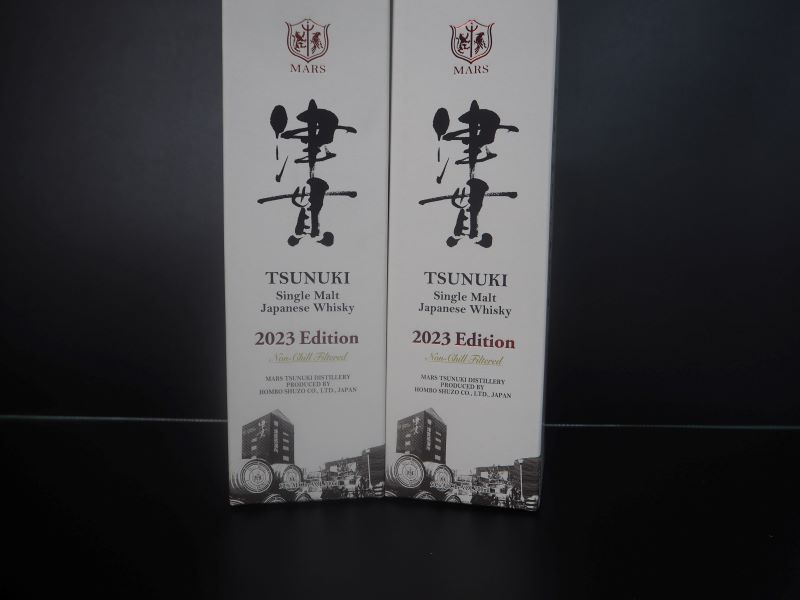 MARS
津貫
TSUNUKI
Single Malt
Japanese Whisky
2023 Edition
Non-Chill Filtered
MARS TSUNUKI DISTILLERY
PRODUCED BY
HOMBO SHUZO CO., LTD., JAPAN
MARS
津貫
TSUNUKI
Single Malt
Japanese Whisky
2023 Edition
Non-Chill Filtered
MARS TSUNUKI DISTILLERY
PRODUCED BY
HOMBO SHUZO CO., LTD., JAPAN